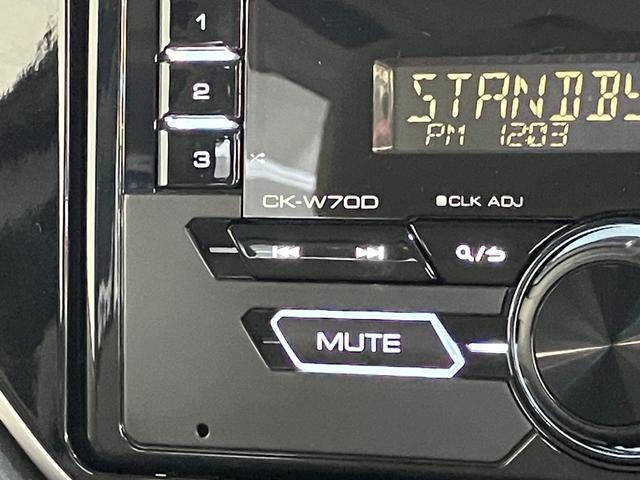 1
STANDBY
2
PM 12:03
3
CK-W70D
CLK ADJ
MUTE